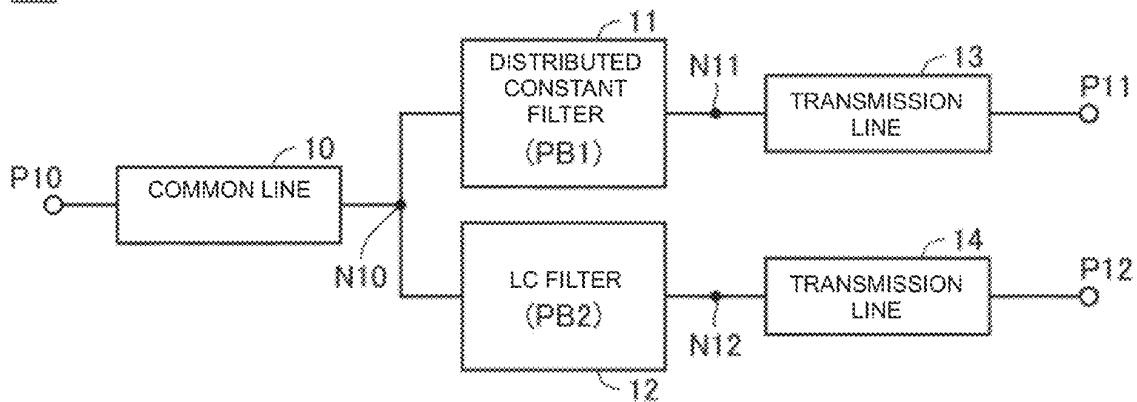 11
DISTRIBUTED
CONSTANT
FILTER
(PB1)
N11
13
TRANSMISSION
LINE
P11
P10
10
COMMON LINE
N10
LC FILTER
(PB2)
12
N12
14
TRANSMISSION
LINE
P12